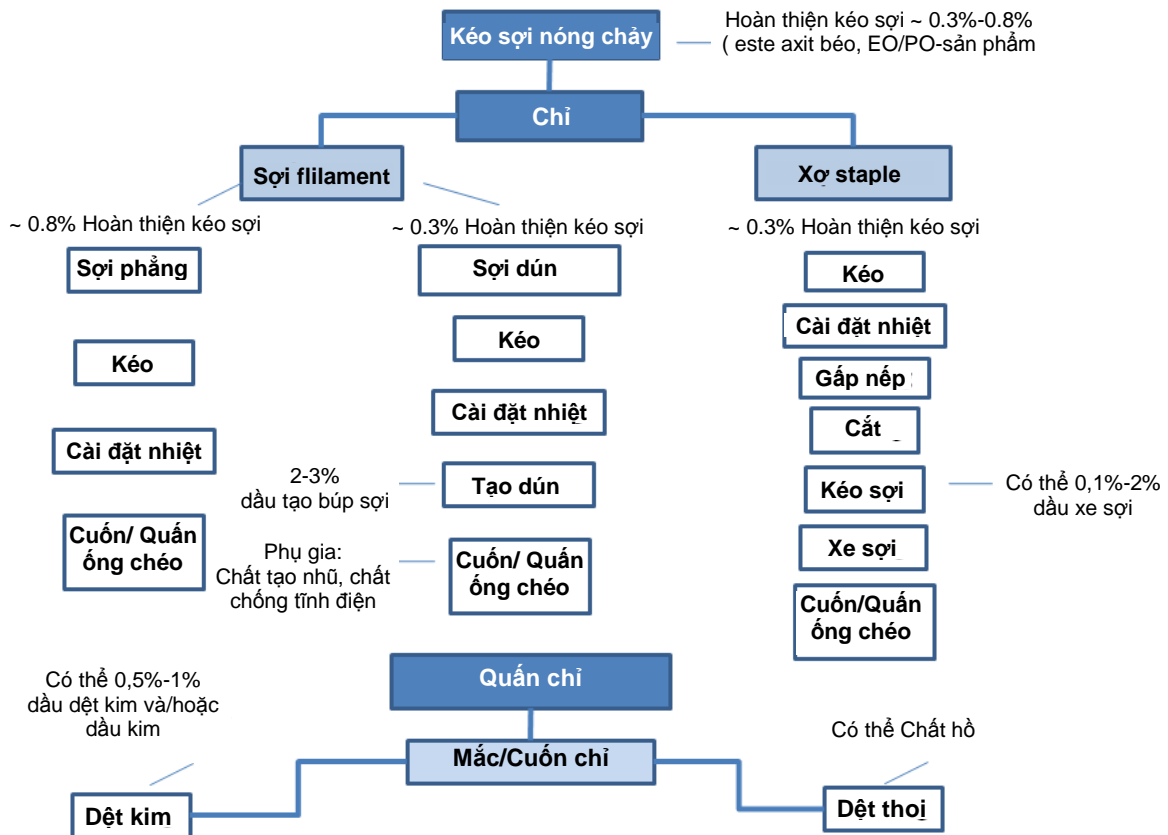 Kéo sợi nóng chảy
Hoàn thiện kéo sợi ~ 0.3%-0.8%
( este axit béo, EO/PO-sản phẩm
Chỉ
Sợi flilament
Xơ staple
~ 0.8% Hoàn thiện kéo sợi
~ 0.3% Hoàn thiện kéo sợi
~ 0.3% Hoàn thiện kéo sợi
Sợi phẳng
Kéo
Cài đặt nhiệt
Cuốn/ Quấn
ống chéo
Sợi dún
Kéo
Cài đặt nhiệt
2-3%
dầu tạo búp sợi
Tạo dún
Phụ gia:
Chất tạo nhũ, chất
chống tĩnh điện
Cuốn/ Quấn
ống chéo
Kéo
Cài đặt nhiệt
Gấp nếp
Cắt
Kéo sợi
Có thể 0,1%-2%
dầu xe sợi
Xe sợi
Cuốn/Quấn
ống chéo
Quấn chỉ
Mắc/Cuốn chỉ
Có thể 0,5%-1%
dầu dệt kim và/hoặc
dầu kim
Dệt kim
Có thể Chất hồ
Dệt thoi